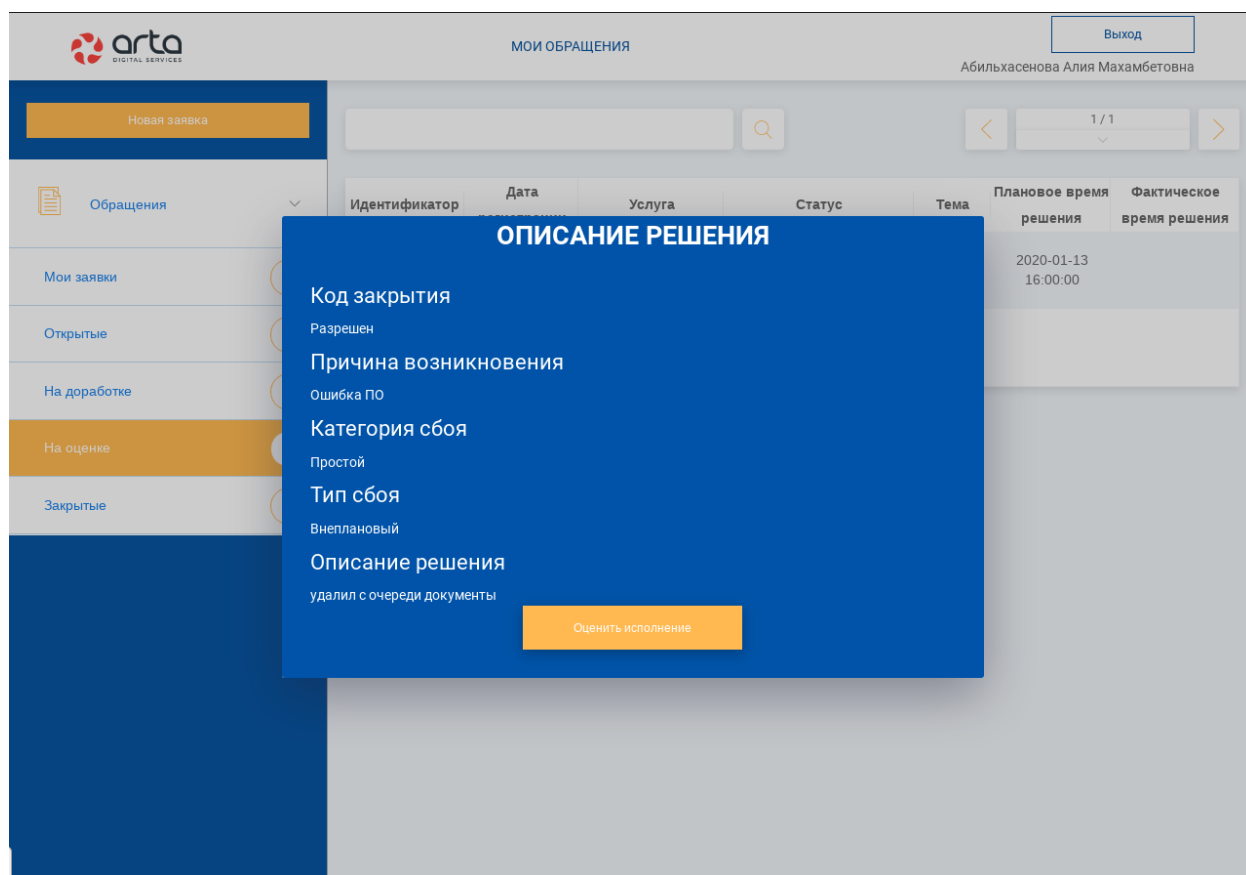 arta
DIGITAL SERVICES
МОИ ОБРАЩЕНИЯ
Выход
Абильхасенова Алия Махамбетовна
Новая заявка
1 / 1
Обращения
Идентификатор
Дата
Услуга
Статус
Тема
Плановое время
решения
Фактическое
время решения
Мои заявки
Открытые
На доработке
На оценке
Закрытые
2020-01-13
16:00:00
ОПИСАНИЕ РЕШЕНИЯ
Код закрытия
Разрешен
Причина возникновения
Ошибка ПО
Категория сбоя
Простой
Тип сбоя
Внеплановый
Описание решения
удалил с очереди документы
Оценить исполнение